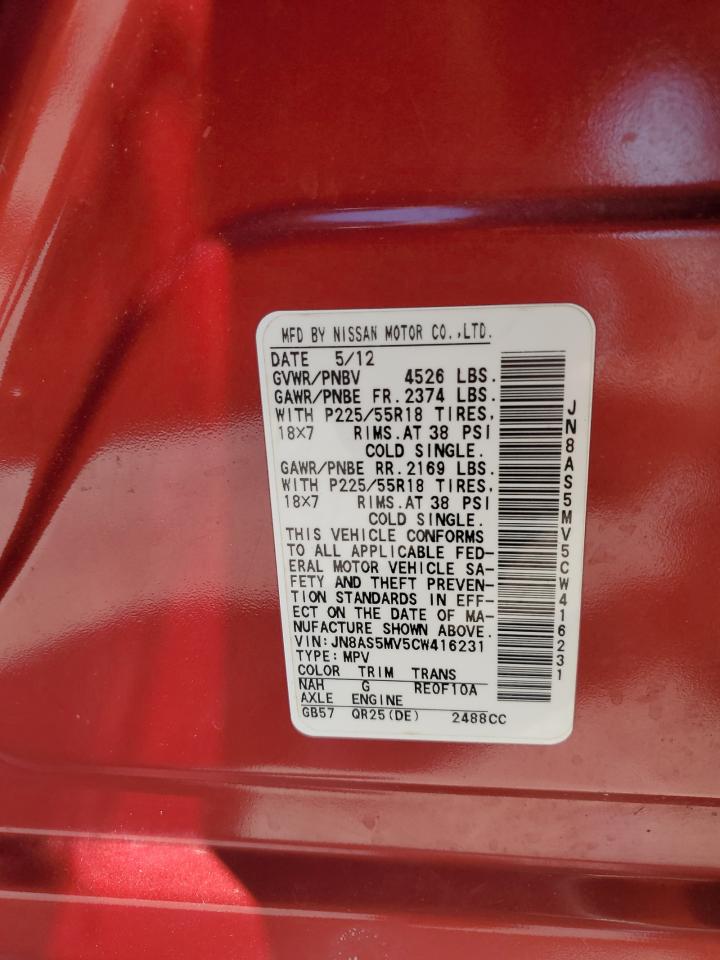 MFD BY NISSAN MOTOR CO.,LTD.
DATE 5/12
GVWR/PNBV 4526 LBS.
GAWR/PNBE FR. 2374 LBS.
WITH P225/55R18 TIRES,
18X7 RIMS. AT 38 PSI
COLD SINGLE.
GAWR/PNBE RR. 2169 LBS.
WITH P225/55R18 TIRES,
18X7 RIMS. AT 38 PSI
COLD SINGLE.
THIS VEHICLE CONFORMS
TO ALL APPLICABLE FED-
ERAL MOTOR VEHICLE SA-
FETY AND THEFT PREVEN-
TION STANDARDS IN EFF-
ECT ON THE DATE OF MA-
NUFACTURE SHOWN ABOVE.
VIN:JN8AS5MV5CW416231
TYPE:MPV
COLOR TRIM TRANS
NAH G RE0F10A
AXLE ENGINE
GB57 QR25(DE) 2488CC
JN8AS5MV5CW416231